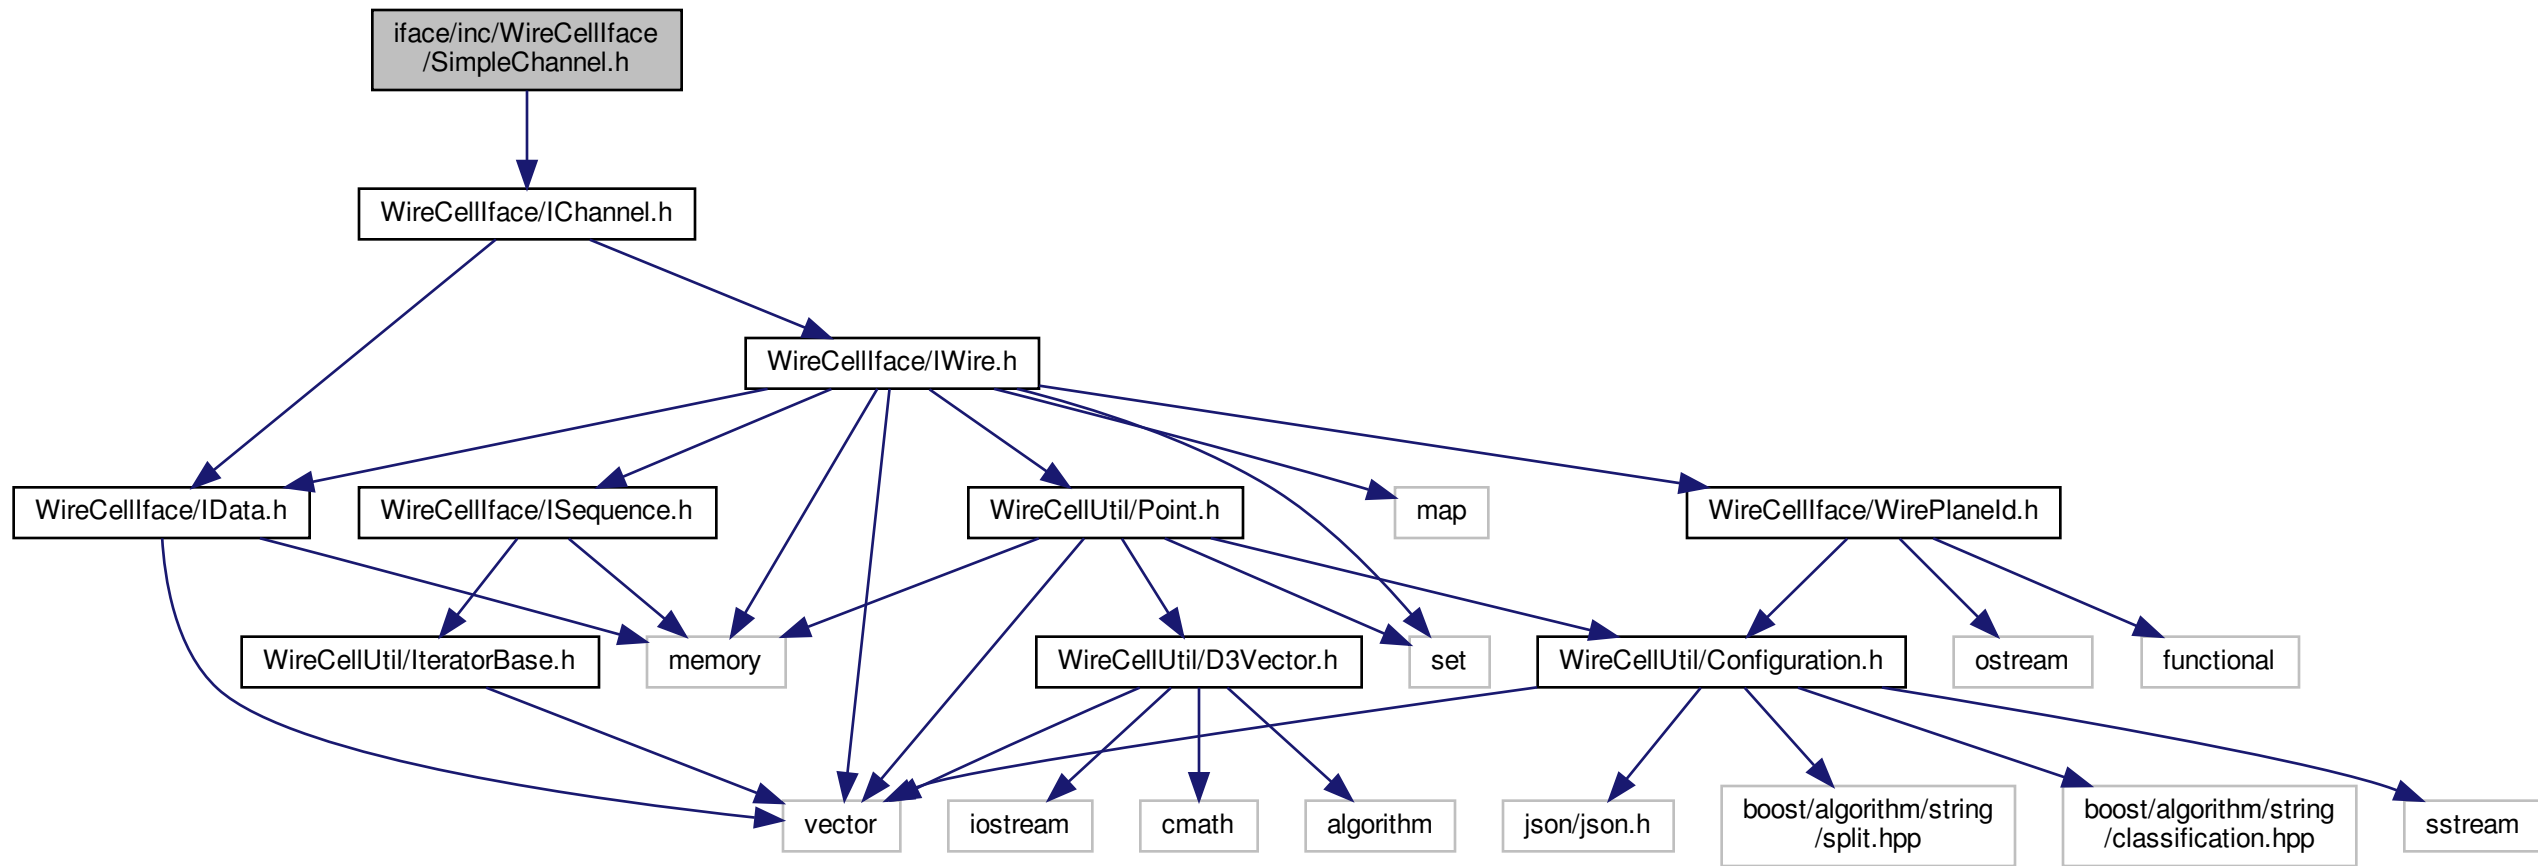 iface/inc/WireCellIface
/SimpleChannel.h
WireCellIface/IChannel.h
WireCellIface/IWire.h
WireCellIface/IData.h
WireCellIface/ISequence.h
WireCellUtil/Point.h
map
WireCellIface/WirePlaneId.h
WireCellUtil/IteratorBase.h
memory
WireCellUtil/D3Vector.h
set
WireCellUtil/Configuration.h
ostream
functional
vector
iostream
cmath
algorithm
json/json.h
boost/algorithm/string
/split.hpp
boost/algorithm/string
/classification.hpp
sstream